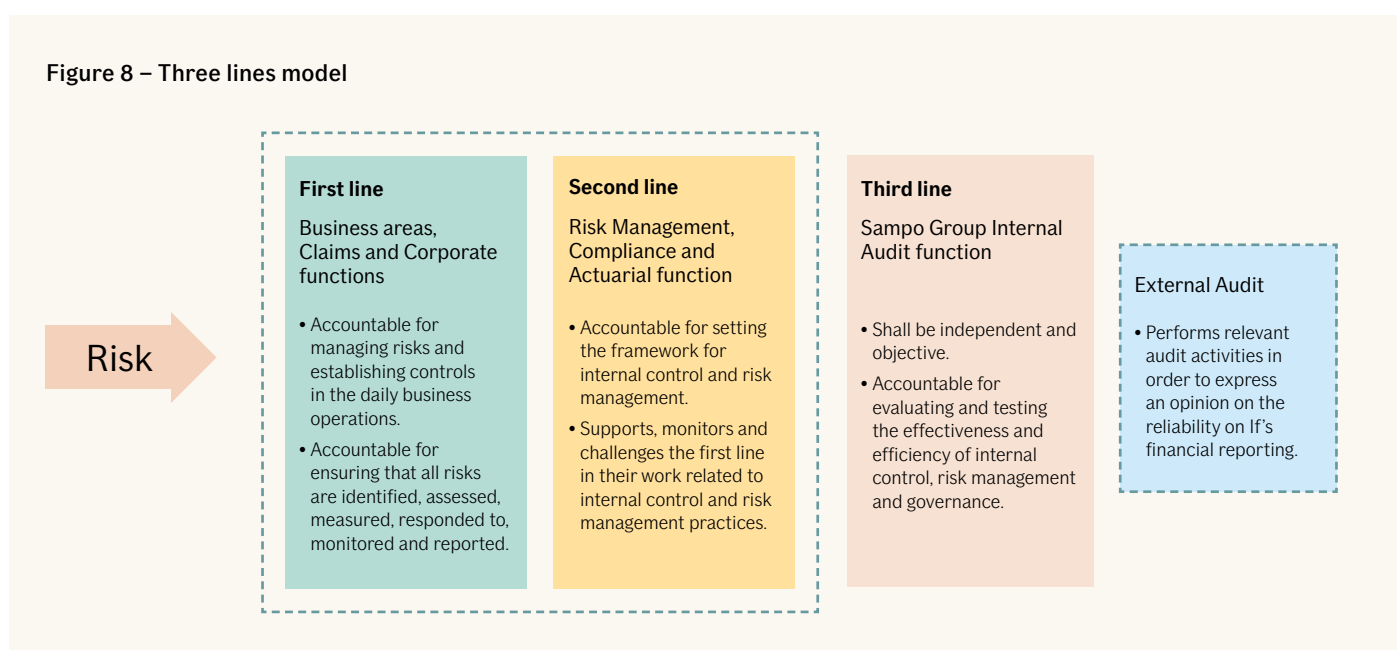 Figure 8 – Three lines model
Risk
First line
Business areas,
Claims and Corporate
functions
• Accountable for
managing risks and
establishing controls
in the daily business
operations.
• Accountable for
ensuring that all risks
are identified, assessed,
measured, responded to,
monitored and reported.
Second line
Risk Management,
Compliance and
Actuarial function
• Accountable for setting
the framework for
internal control and risk
management.
• Supports, monitors and
challenges the first line
in their work related to
internal control and risk
management practices.
Third line
Sampo Group Internal
Audit function
• Shall be independent and
objective.
• Accountable for
evaluating and testing
the effectiveness and
efficiency of internal
control, risk management
and governance.
External Audit
• Performs relevant
audit activities in
order to express
an opinion on the
reliability on If’s
financial reporting.